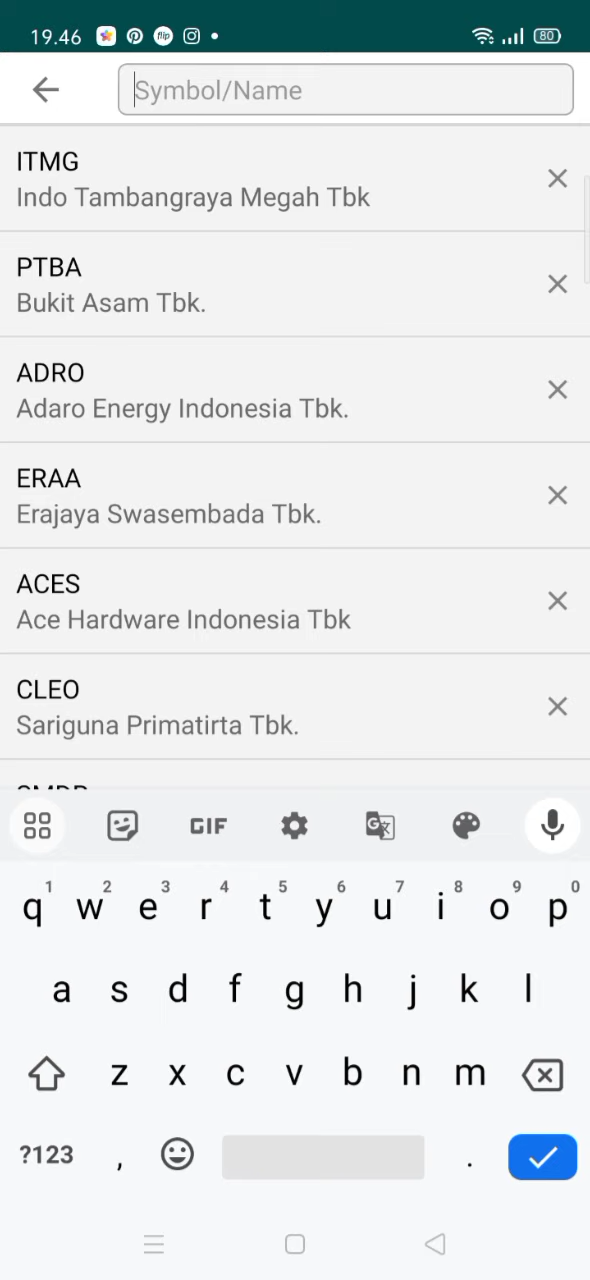 19.46 flip 80
Symbol/Name
ITMG
Indo Tambangraya Megah Tbk
PTBA
Bukit Asam Tbk.
ADRO
Adaro Energy Indonesia Tbk.
ERAA
Erajaya Swasembada Tbk.
ACES
Ace Hardware Indonesia Tbk
CLEO
Sariguna Primatirta Tbk.
GIF
1 2 3 4 5 6 7 8 9 0
q w e r t y u i o p
a s d f g h j k l
z x c v b n m
?123 , .